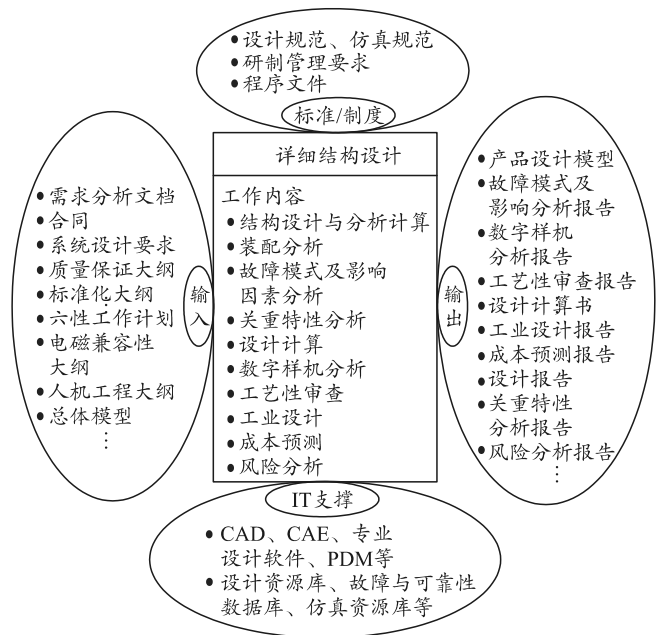 •设计规范、仿真规范
•研制管理要求
•程序文件
标准/制度
•需求分析文档
•合同
•系统设计要求
•质量保证大纲
•标准化大纲
•六性工作计划
•电磁兼容性
大纲
•人机工程大纲
•总体模型
⋮
输入
详细结构设计
工作内容
•结构设计与分析计算
•装配分析
•故障模式及影响
因素分析
•关重特性分析
•设计计算
•数字样机分析
•工艺性审查
•工业设计
•成本预测
•风险分析
输出
•产品设计模型
•故障模式及
影响分析报告
•数字样机
分析报告
•工艺性审查报告
•设计计算书
•工业设计报告
•成本预测报告
•设计报告
•关重特性
分析报告
•风险分析报告
⋮
IT支撑
•CAD、CAE、专业
设计软件、PDM等
•设计资源库、故障与可靠性
数据库、仿真资源库等